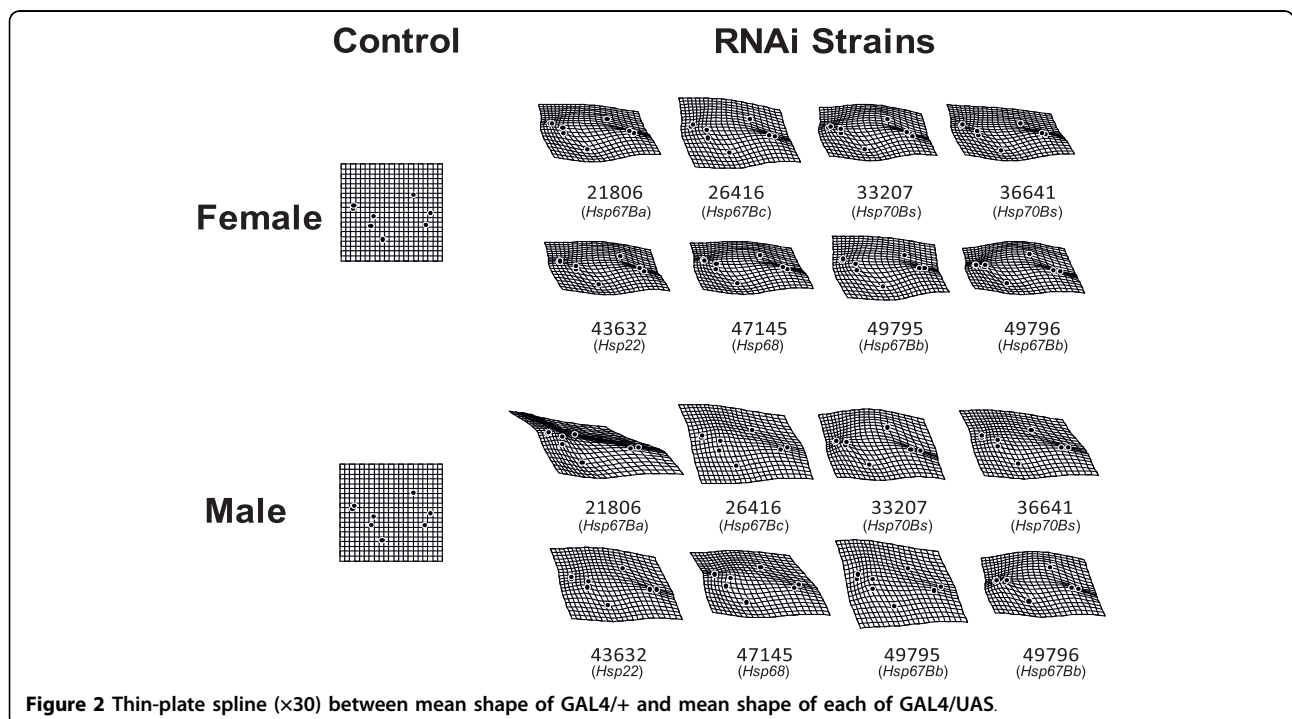 Control RNAi Strains
Female
21806 26416 33207 36641
(Hsp67Ba) (Hsp67Bc) (Hsp70Bs) (Hsp70Bs)
43632 47145 49795 49796
(Hsp22) (Hsp68) (Hsp67Bb) (Hsp67Bb)
Male
21806 26416 33207 36641
(Hsp67Ba) (Hsp67Bc) (Hsp70Bs) (Hsp70Bs)
43632 47145 49795 49796
(Hsp22) (Hsp68) (Hsp67Bb) (Hsp67Bb)
Figure 2 Thin-plate spline (×30) between mean shape of GAL4/+ and mean shape of each of GAL4/UAS.